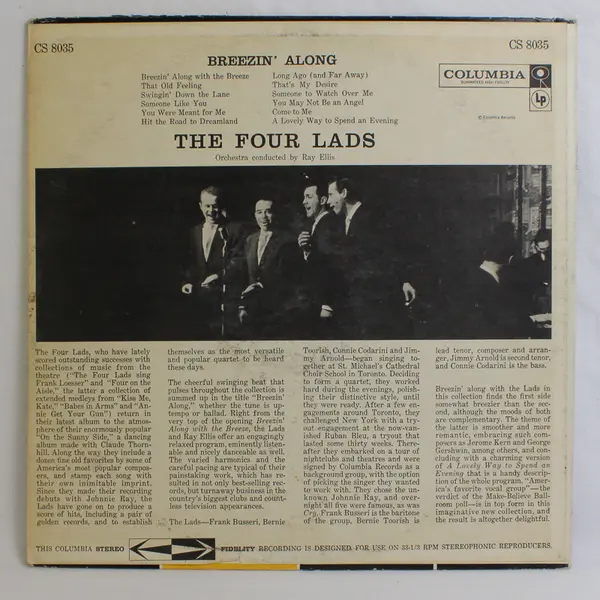 CS 8035
CS 8035
BREEZIN' ALONG
Breezin' Along with the Breeze
That Old Feeling
Swingin' Down the Lane
Someone Like You
You Were Meant for Me
Hit the Road to Dreamland
Long Ago (and Far Away)
That's My Desire
Someone to Watch Over Me
You May Not Be an Angel
Come to Me
A Lovely Way to Spend an Evening
COLUMBIA
GUARANTEED HIGH FIDELITY
LP
© Columbia Records
THE FOUR LADS
Orchestra conducted by Ray Ellis
The Four Lads, who have lately
scored outstanding successes with
collections of music from the
theatre ("The Four Lads sing
Frank Loesser" and "Four on the
Aisle," the latter a collection of
extended medleys from "Kiss Me,
Kate," "Babes in Arms" and "An-
nie Get Your Gun") return in
their latest album to the atmos-
phere of their enormously popular
"On the Sunny Side," a dancing
album made with Claude Thorn-
hill. Along the way they include a
dozen fine old favorites by some of
America's most popular compos-
ers, and stamp each song with
their own inimitable imprint.
Since they made their recording
debuts with Johnnie Ray, the
Lads have gone on to produce a
score of hits, including a pair of
golden records, and to establish
themselves as the most versatile
and popular quartet to be heard
these days.
The cheerful swinging beat that
pulses throughout the collection is
summed up in the title "Breezin'
Along," whether the tune is up-
tempo or ballad. Right from the
very top of the opening Breezin'
Along with the Breeze, the Lads
and Ray Ellis offer an engagingly
relaxed program, eminently listen-
able and nicely danceable as well.
The varied harmonics and the
careful pacing are typical of their
painstaking work, which has re-
sulted in not only best-selling rec-
ords, but turnaway business in the
country's biggest clubs and count-
less television appearances.
The Lads—Frank Busseri, Bernie
Toorish, Connie Codarini and Jim-
my Arnold—began singing to-
gether at St. Michael's Cathedral
Choir School in Toronto. Deciding
to form a quartet, they worked
hard during the evenings, polish-
ing their distinctive style, until
they were ready. After a few en-
gagements around Toronto, they
challenged New York with a try-
out engagement at the now-van-
ished Ruban Bleu, a tryout that
lasted some thirty weeks. There-
after they embarked on a tour of
nightclubs and theatres and were
signed by Columbia Records as a
background group, with the option
of picking the singer they wanted
to work with. They chose the un-
known Johnnie Ray, and over-
night all five were famous, as was
Cry. Frank Busseri is the baritone
of the group, Bernie Toorish is
lead tenor, composer and arran-
ger, Jimmy Arnold is second tenor,
and Connie Codarini is the bass.
Breezin' along with the Lads in
this collection finds the first side
somewhat breezier than the sec-
ond, although the moods of both
are complementary. The theme of
the latter is smoother and more
romantic, embracing such com-
posers as Jerome Kern and George
Gershwin, among others, and con-
cluding with a charming version
of A Lovely Way to Spend an
Evening that is a handy descrip-
tion of the whole program. "Amer-
ica's favorite vocal group"—the
verdict of the Make-Believe Ball-
room poll—is in top form in this
imaginative new collection, and
the result is altogether delightful.
THIS COLUMBIA STEREO FIDELITY RECORDING IS DESIGNED FOR USE ON 33-1/3 RPM STEREOPHONIC REPRODUCERS.